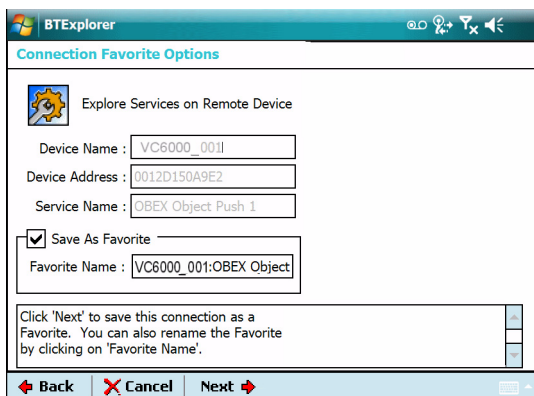 BTExplorer
Connection Favorite Options
Explore Services on Remote Device
Device Name : VC6000_001
Device Address : 0012D150A9E2
Service Name : OBEX Object Push 1
Save As Favorite
Favorite Name : VC6000_001:OBEX Object
Click 'Next' to save this connection as a
Favorite. You can also rename the Favorite
by clicking on 'Favorite Name'.
Back Cancel Next